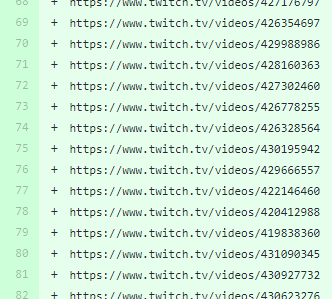 68 + https://www.twitch.tv/videos/427176797
69 + https://www.twitch.tv/videos/426354697
70 + https://www.twitch.tv/videos/429988986
71 + https://www.twitch.tv/videos/428160363
72 + https://www.twitch.tv/videos/427302460
73 + https://www.twitch.tv/videos/426778255
74 + https://www.twitch.tv/videos/426328564
75 + https://www.twitch.tv/videos/430195942
76 + https://www.twitch.tv/videos/429666557
77 + https://www.twitch.tv/videos/422146460
78 + https://www.twitch.tv/videos/420412988
79 + https://www.twitch.tv/videos/419838360
80 + https://www.twitch.tv/videos/431090345
81 + https://www.twitch.tv/videos/430927732
82 + https://www.twitch.tv/videos/430623276